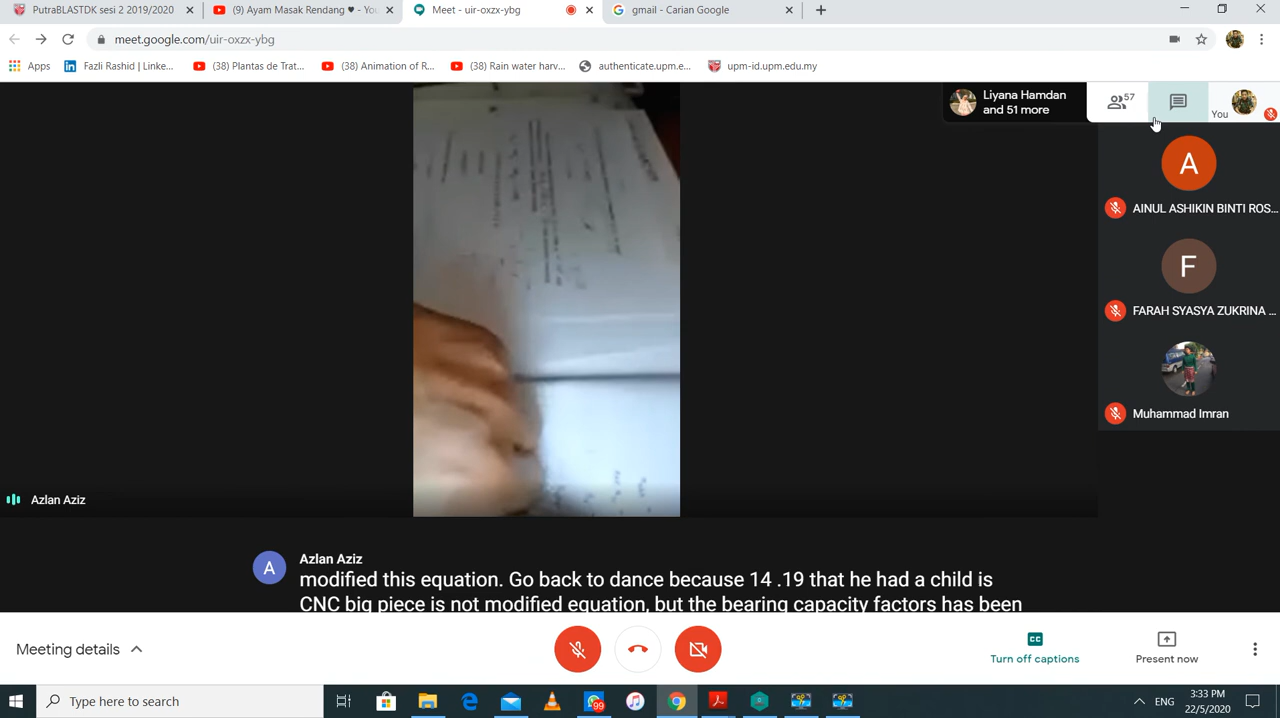 PutraBLASTDK sesi 2 2019/2020
(9) Ayam Masak Rendang ♥ - You
Meet - uir-oxzx-ybg
gmail - Carian Google
meet.google.com/uir-oxzx-ybg
Apps
Fazli Rashid | Linke...
(38) Plantas de Trat...
(38) Animation of R...
(38) Rain water harv...
authenticate.upm.e...
upm-id.upm.edu.my
Liyana Hamdan
and 51 more
57
You
A
AINUL ASHIKIN BINTI ROS...
F
FARAH SYASYA ZUKRINA ...
Muhammad Imran
Azlan Aziz
A
Azlan Aziz
modified this equation. Go back to dance because 14 .19 that he had a child is
CNC big piece is not modified equation, but the bearing capacity factors has been
Meeting details
CC
Turn off captions
Present now
Type here to search
99
ENG
3:33 PM
22/5/2020